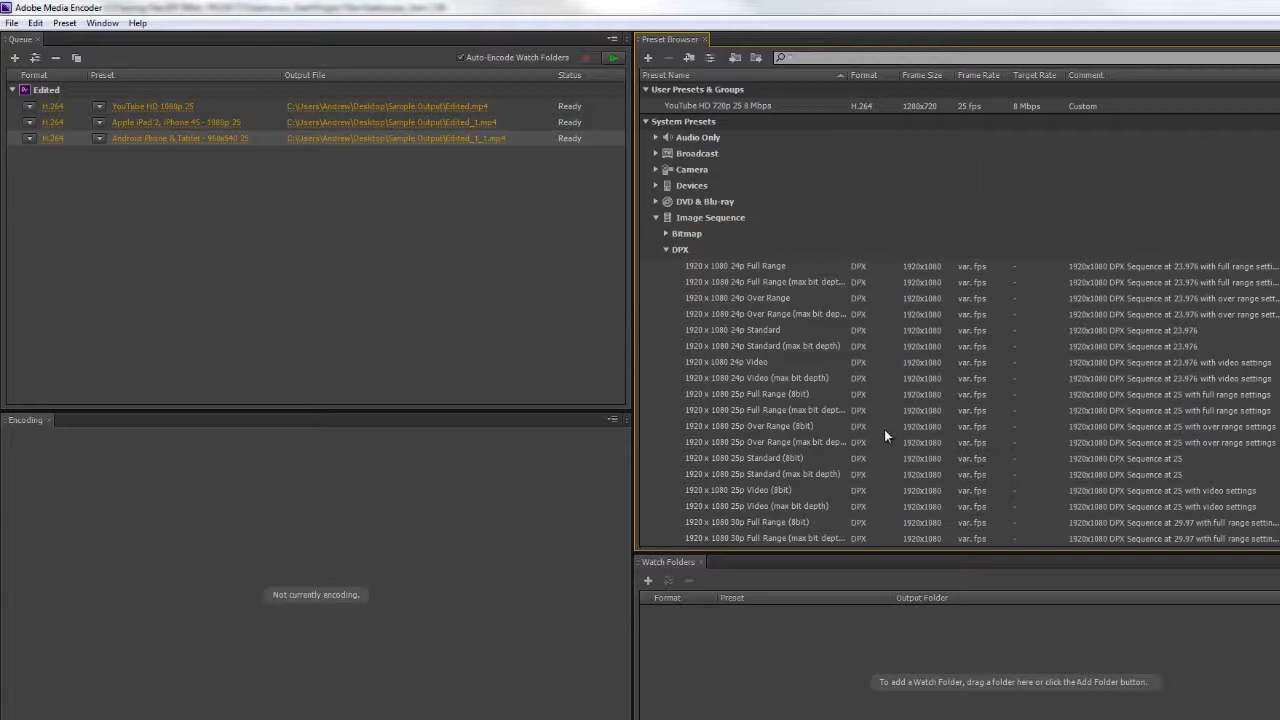 Adobe Media Encoder
File Edit Preset Window Help
Queue
Auto-Encode Watch Folders
Format Preset Output File Status
Pr Edited
H.264 YouTube HD 1080p 25 C:\Users\Andrew\Desktop\Sample Output\Edited.mp4 Ready
H.264 Apple iPad 2, iPhone 4S - 1080p 25 C:\Users\Andrew\Desktop\Sample Output\Edited_1.mp4 Ready
H.264 Android Phone & Tablet - 960x540 25 C:\Users\Andrew\Desktop\Sample Output\Edited_1_1.mp4 Ready
Encoding
Not currently encoding.
Preset Browser
Preset Name Format Frame Size Frame Rate Target Rate Comment
User Presets & Groups
YouTube HD 720p 25 8 Mbps H.264 1280x720 25 fps 8 Mbps Custom
System Presets
Audio Only
Broadcast
Camera
Devices
DVD & Blu-ray
Image Sequence
Bitmap
DPX
1920 x 1080 24p Full Range DPX 1920x1080 var. fps - 1920x1080 DPX Sequence at 23.976 with full range setti...
1920 x 1080 24p Full Range (max bit dept... DPX 1920x1080 var. fps - 1920x1080 DPX Sequence at 23.976 with full range setti...
1920 x 1080 24p Over Range DPX 1920x1080 var. fps - 1920x1080 DPX Sequence at 23.976 with over range sett...
1920 x 1080 24p Over Range (max bit dep... DPX 1920x1080 var. fps - 1920x1080 DPX Sequence at 23.976 with over range sett...
1920 x 1080 24p Standard DPX 1920x1080 var. fps - 1920x1080 DPX Sequence at 23.976
1920 x 1080 24p Standard (max bit depth) DPX 1920x1080 var. fps - 1920x1080 DPX Sequence at 23.976
1920 x 1080 24p Video DPX 1920x1080 var. fps - 1920x1080 DPX Sequence at 23.976 with video settings
1920 x 1080 24p Video (max bit depth) DPX 1920x1080 var. fps - 1920x1080 DPX Sequence at 23.976 with video settings
1920 x 1080 25p Full Range (8bit) DPX 1920x1080 var. fps - 1920x1080 DPX Sequence at 25 with full range settings
1920 x 1080 25p Full Range (max bit dept... DPX 1920x1080 var. fps - 1920x1080 DPX Sequence at 25 with full range settings
1920 x 1080 25p Over Range (8bit) DPX 1920x1080 var. fps - 1920x1080 DPX Sequence at 25 with over range settings
1920 x 1080 25p Over Range (max bit dep... DPX 1920x1080 var. fps - 1920x1080 DPX Sequence at 25 with over range settings
1920 x 1080 25p Standard (8bit) DPX 1920x1080 var. fps - 1920x1080 DPX Sequence at 25
1920 x 1080 25p Standard (max bit depth) DPX 1920x1080 var. fps - 1920x1080 DPX Sequence at 25
1920 x 1080 25p Video (8bit) DPX 1920x1080 var. fps - 1920x1080 DPX Sequence at 25 with video settings
1920 x 1080 25p Video (max bit depth) DPX 1920x1080 var. fps - 1920x1080 DPX Sequence at 25 with video settings
1920 x 1080 30p Full Range (8bit) DPX 1920x1080 var. fps - 1920x1080 DPX Sequence at 29.97 with full range settin...
1920 x 1080 30p Full Range (max bit dept... DPX 1920x1080 var. fps - 1920x1080 DPX Sequence at 29.97 with full range settin...
Watch Folders
Format Preset Output Folder
To add a Watch Folder, drag a folder here or click the Add Folder button.